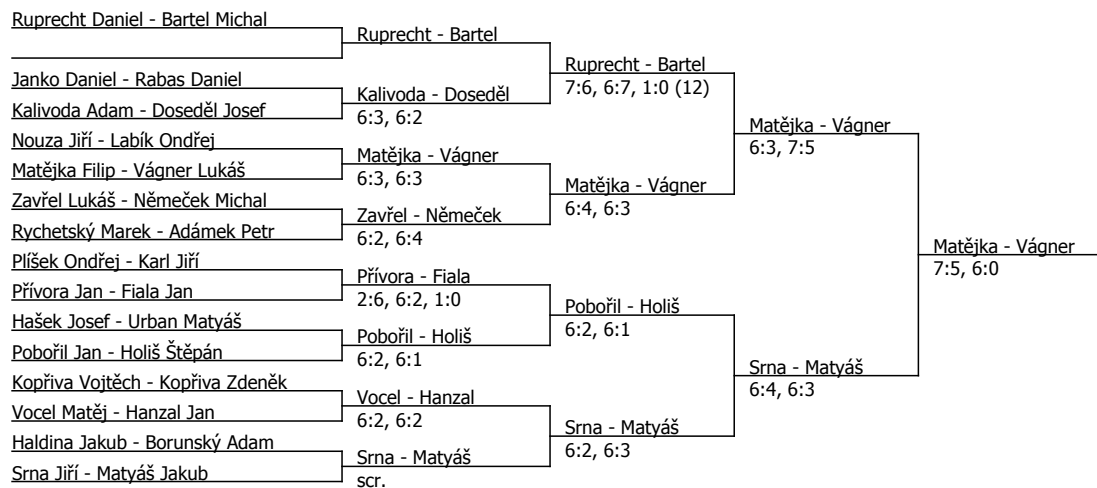 Ruprecht Daniel - Bartel Michal
Janko Daniel - Rabas Daniel
Kalivoda Adam - Doseděl Josef
Nouza Jiří - Labík Ondřej
Matějka Filip - Vágner Lukáš
Zavřel Lukáš - Němeček Michal
Rychetský Marek - Adámek Petr
Plíšek Ondřej - Karl Jiří
Přívora Jan - Fiala Jan
Hašek Josef - Urban Matyáš
Pobořil Jan - Holiš Štěpán
Kopřiva Vojtěch - Kopřiva Zdeněk
Vocel Matěj - Hanzal Jan
Haldina Jakub - Borunský Adam
Srna Jiří - Matyáš Jakub
Ruprecht - Bartel
Kalivoda - Doseděl
6:3, 6:2
Matějka - Vágner
6:3, 6:3
Zavřel - Němeček
6:2, 6:4
Přívora - Fiala
2:6, 6:2, 1:0
Pobořil - Holiš
6:2, 6:1
Vocel - Hanzal
6:2, 6:2
Srna - Matyáš
scr.
Ruprecht - Bartel
7:6, 6:7, 1:0 (12)
Matějka - Vágner
6:4, 6:3
Pobořil - Holiš
6:2, 6:1
Srna - Matyáš
6:2, 6:3
Matějka - Vágner
6:3, 7:5
Srna - Matyáš
6:4, 6:3
Matějka - Vágner
7:5, 6:0